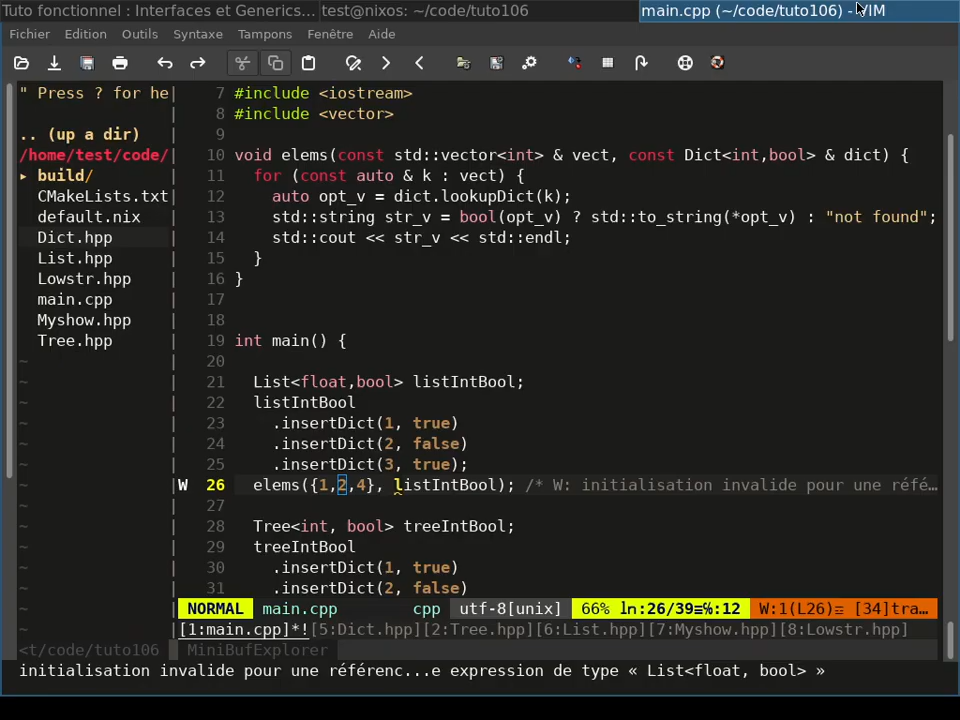 Tuto fonctionnel : Interfaces et Generics... test@nixos: ~/code/tuto106 main.cpp (~/code/tuto106) - VIM
Fichier Edition Outils Syntaxe Tampons Fenêtre Aide
" Press ? for he| 7 #include <iostream>
| 8 #include <vector>
.. (up a dir) | 9
/home/test/code/| 10 void elems(const std::vector<int> & vect, const Dict<int,bool> & dict) {
▸ build/ | 11 for (const auto & k : vect) {
CMakeLists.txt| 12 auto opt_v = dict.lookupDict(k);
default.nix | 13 std::string str_v = bool(opt_v) ? std::to_string(*opt_v) : "not found";
Dict.hpp | 14 std::cout << str_v << std::endl;
List.hpp | 15 }
Lowstr.hpp | 16 }
main.cpp | 17
Myshow.hpp | 18
Tree.hpp | 19 int main() {
~ | 20
~ | 21 List<float,bool> listIntBool;
~ | 22 listIntBool
~ | 23 .insertDict(1, true)
~ | 24 .insertDict(2, false)
~ | 25 .insertDict(3, true);
~ |W 26 elems({1,2,4}, listIntBool); /* W: initialisation invalide pour une réfé…
~ | 27
~ | 28 Tree<int, bool> treeIntBool;
~ | 29 treeIntBool
~ | 30 .insertDict(1, true)
~ | 31 .insertDict(2, false)
~ NORMAL main.cpp cpp utf-8[unix] 66% ln:26/39≡℅:12 W:1(L26)≡ [34]tra…
~ [1:main.cpp]*![5:Dict.hpp][2:Tree.hpp][6:List.hpp][7:Myshow.hpp][8:Lowstr.hpp]
<t/code/tuto106 MiniBufExplorer
initialisation invalide pour une référenc...e expression de type « List<float, bool> »